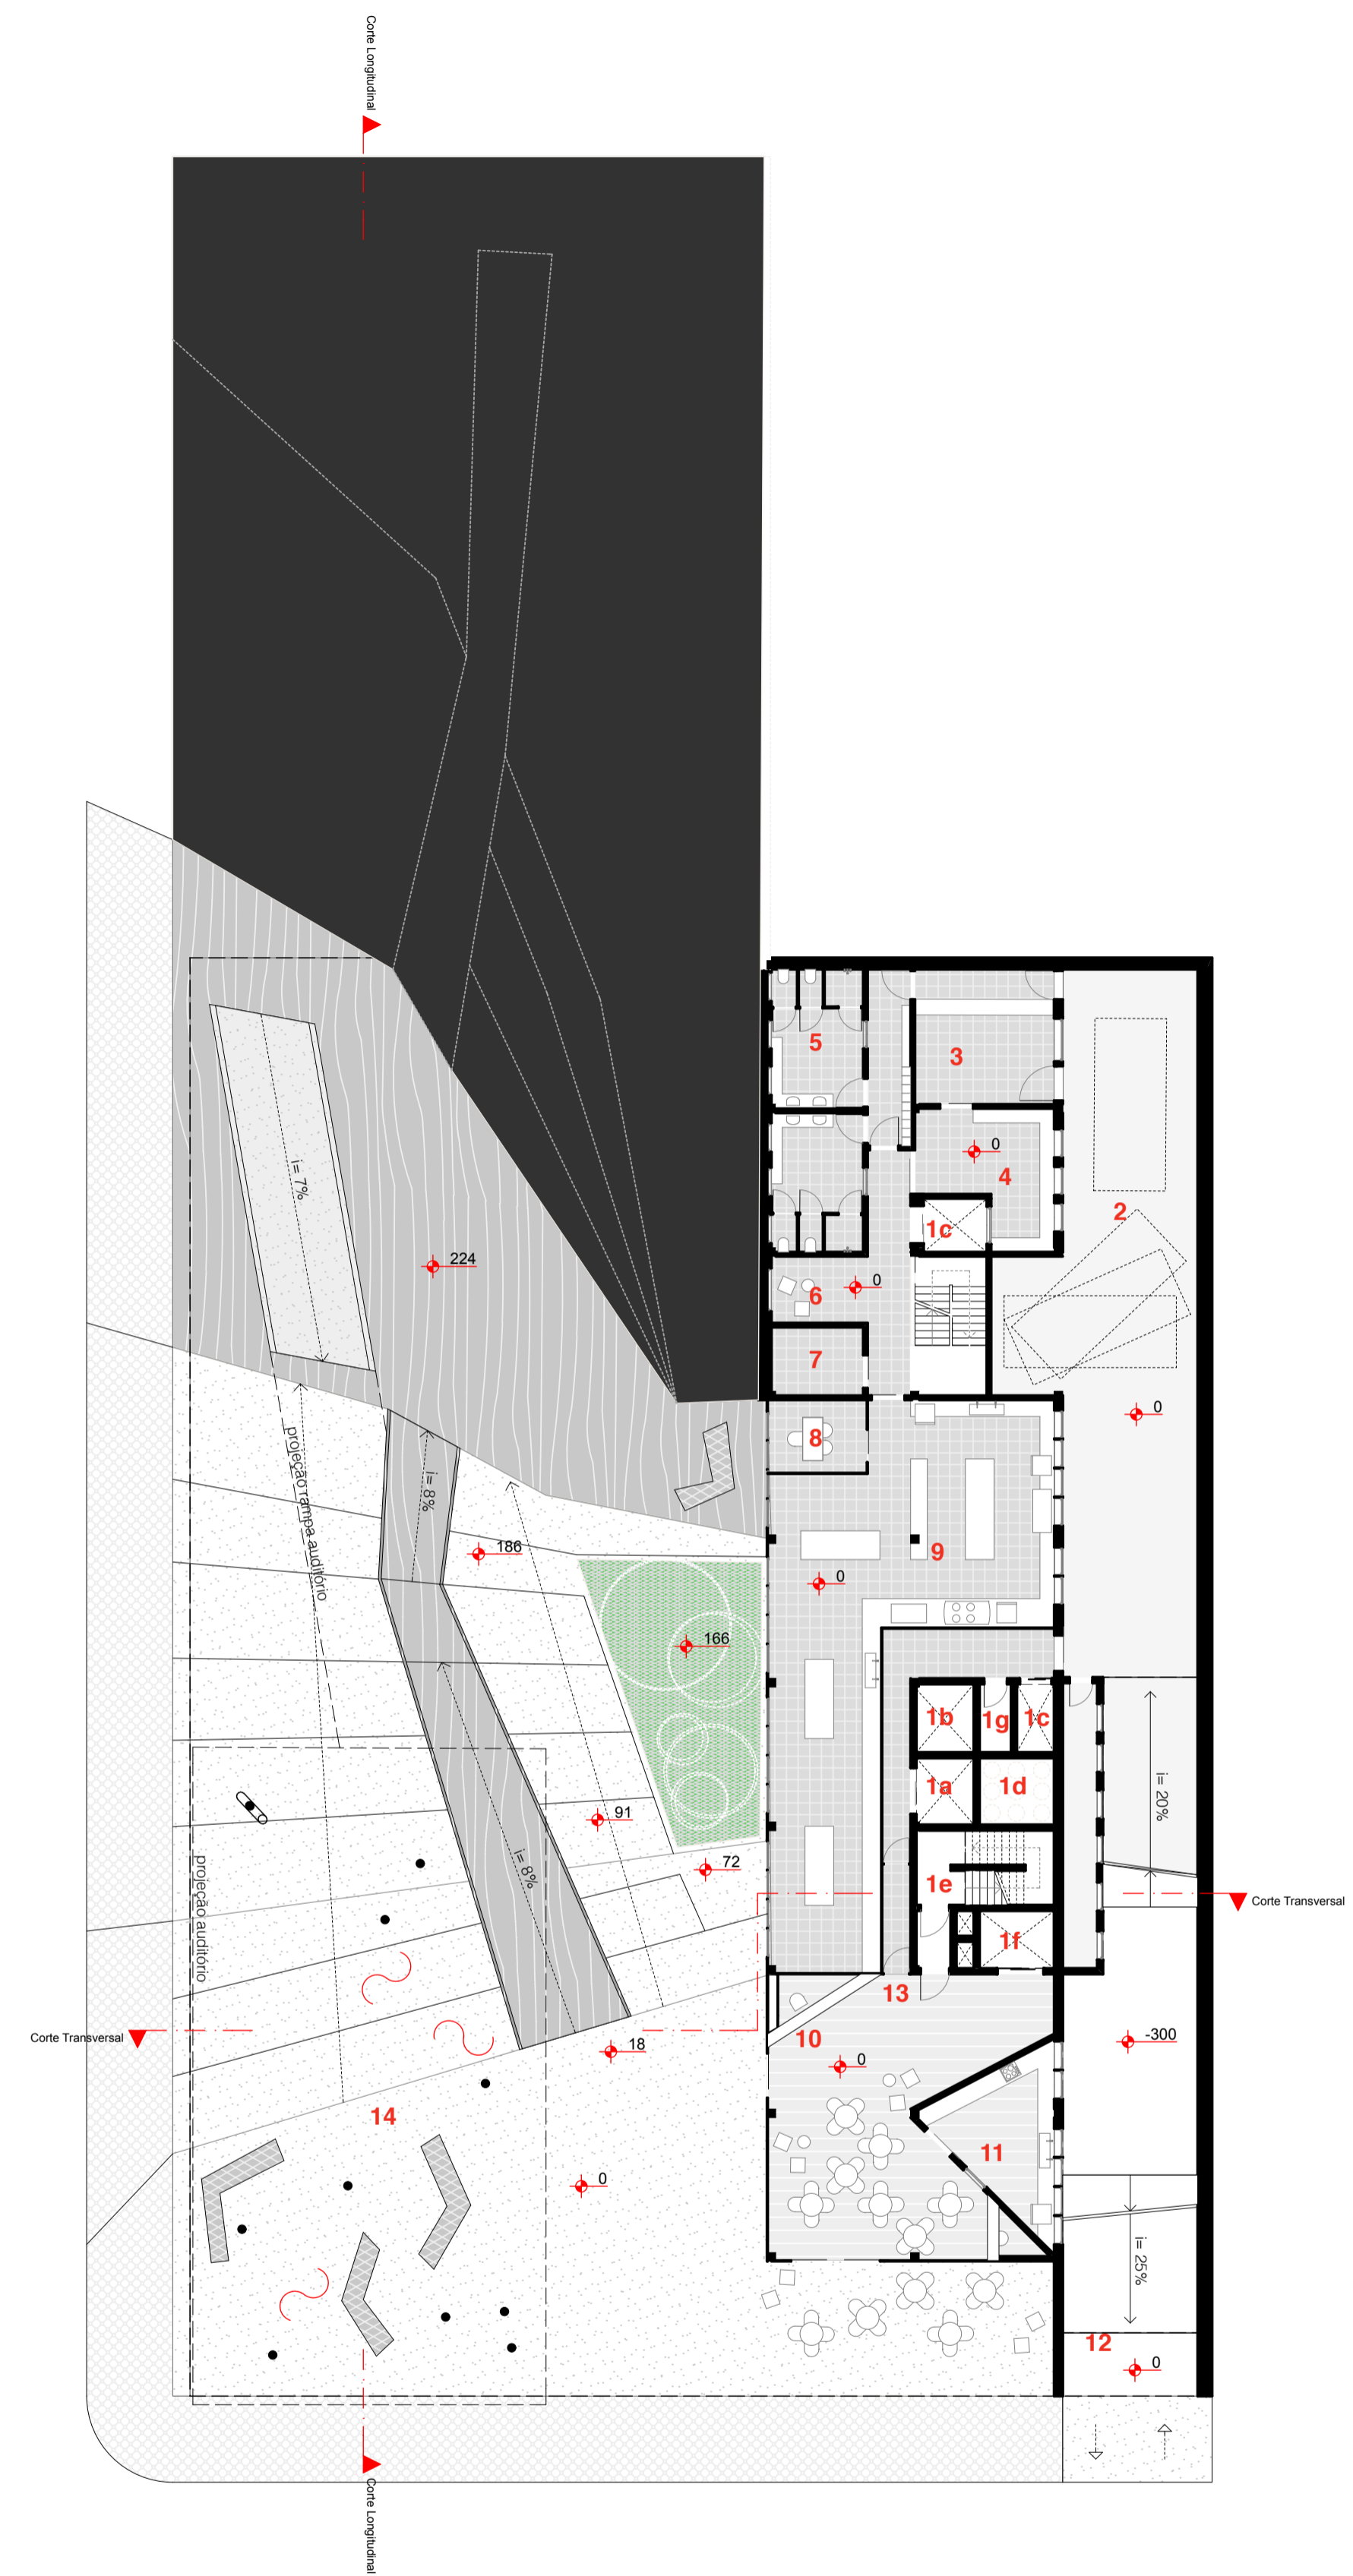 Corte Longitudinal
5
3
0
4
2
1c
i= 7%
224
0
6
7
0
8
projeção rampa auditório
i= 8%
186
9
0
166
1b
1g
1c
1a
1d
i= 20%
91
72
i= 8%
projeção auditório
1e
Corte Transversal
1f
13
Corte Transversal
18
10
0
-300
14
11
0
i= 25%
12
0
Corte Longitudinal